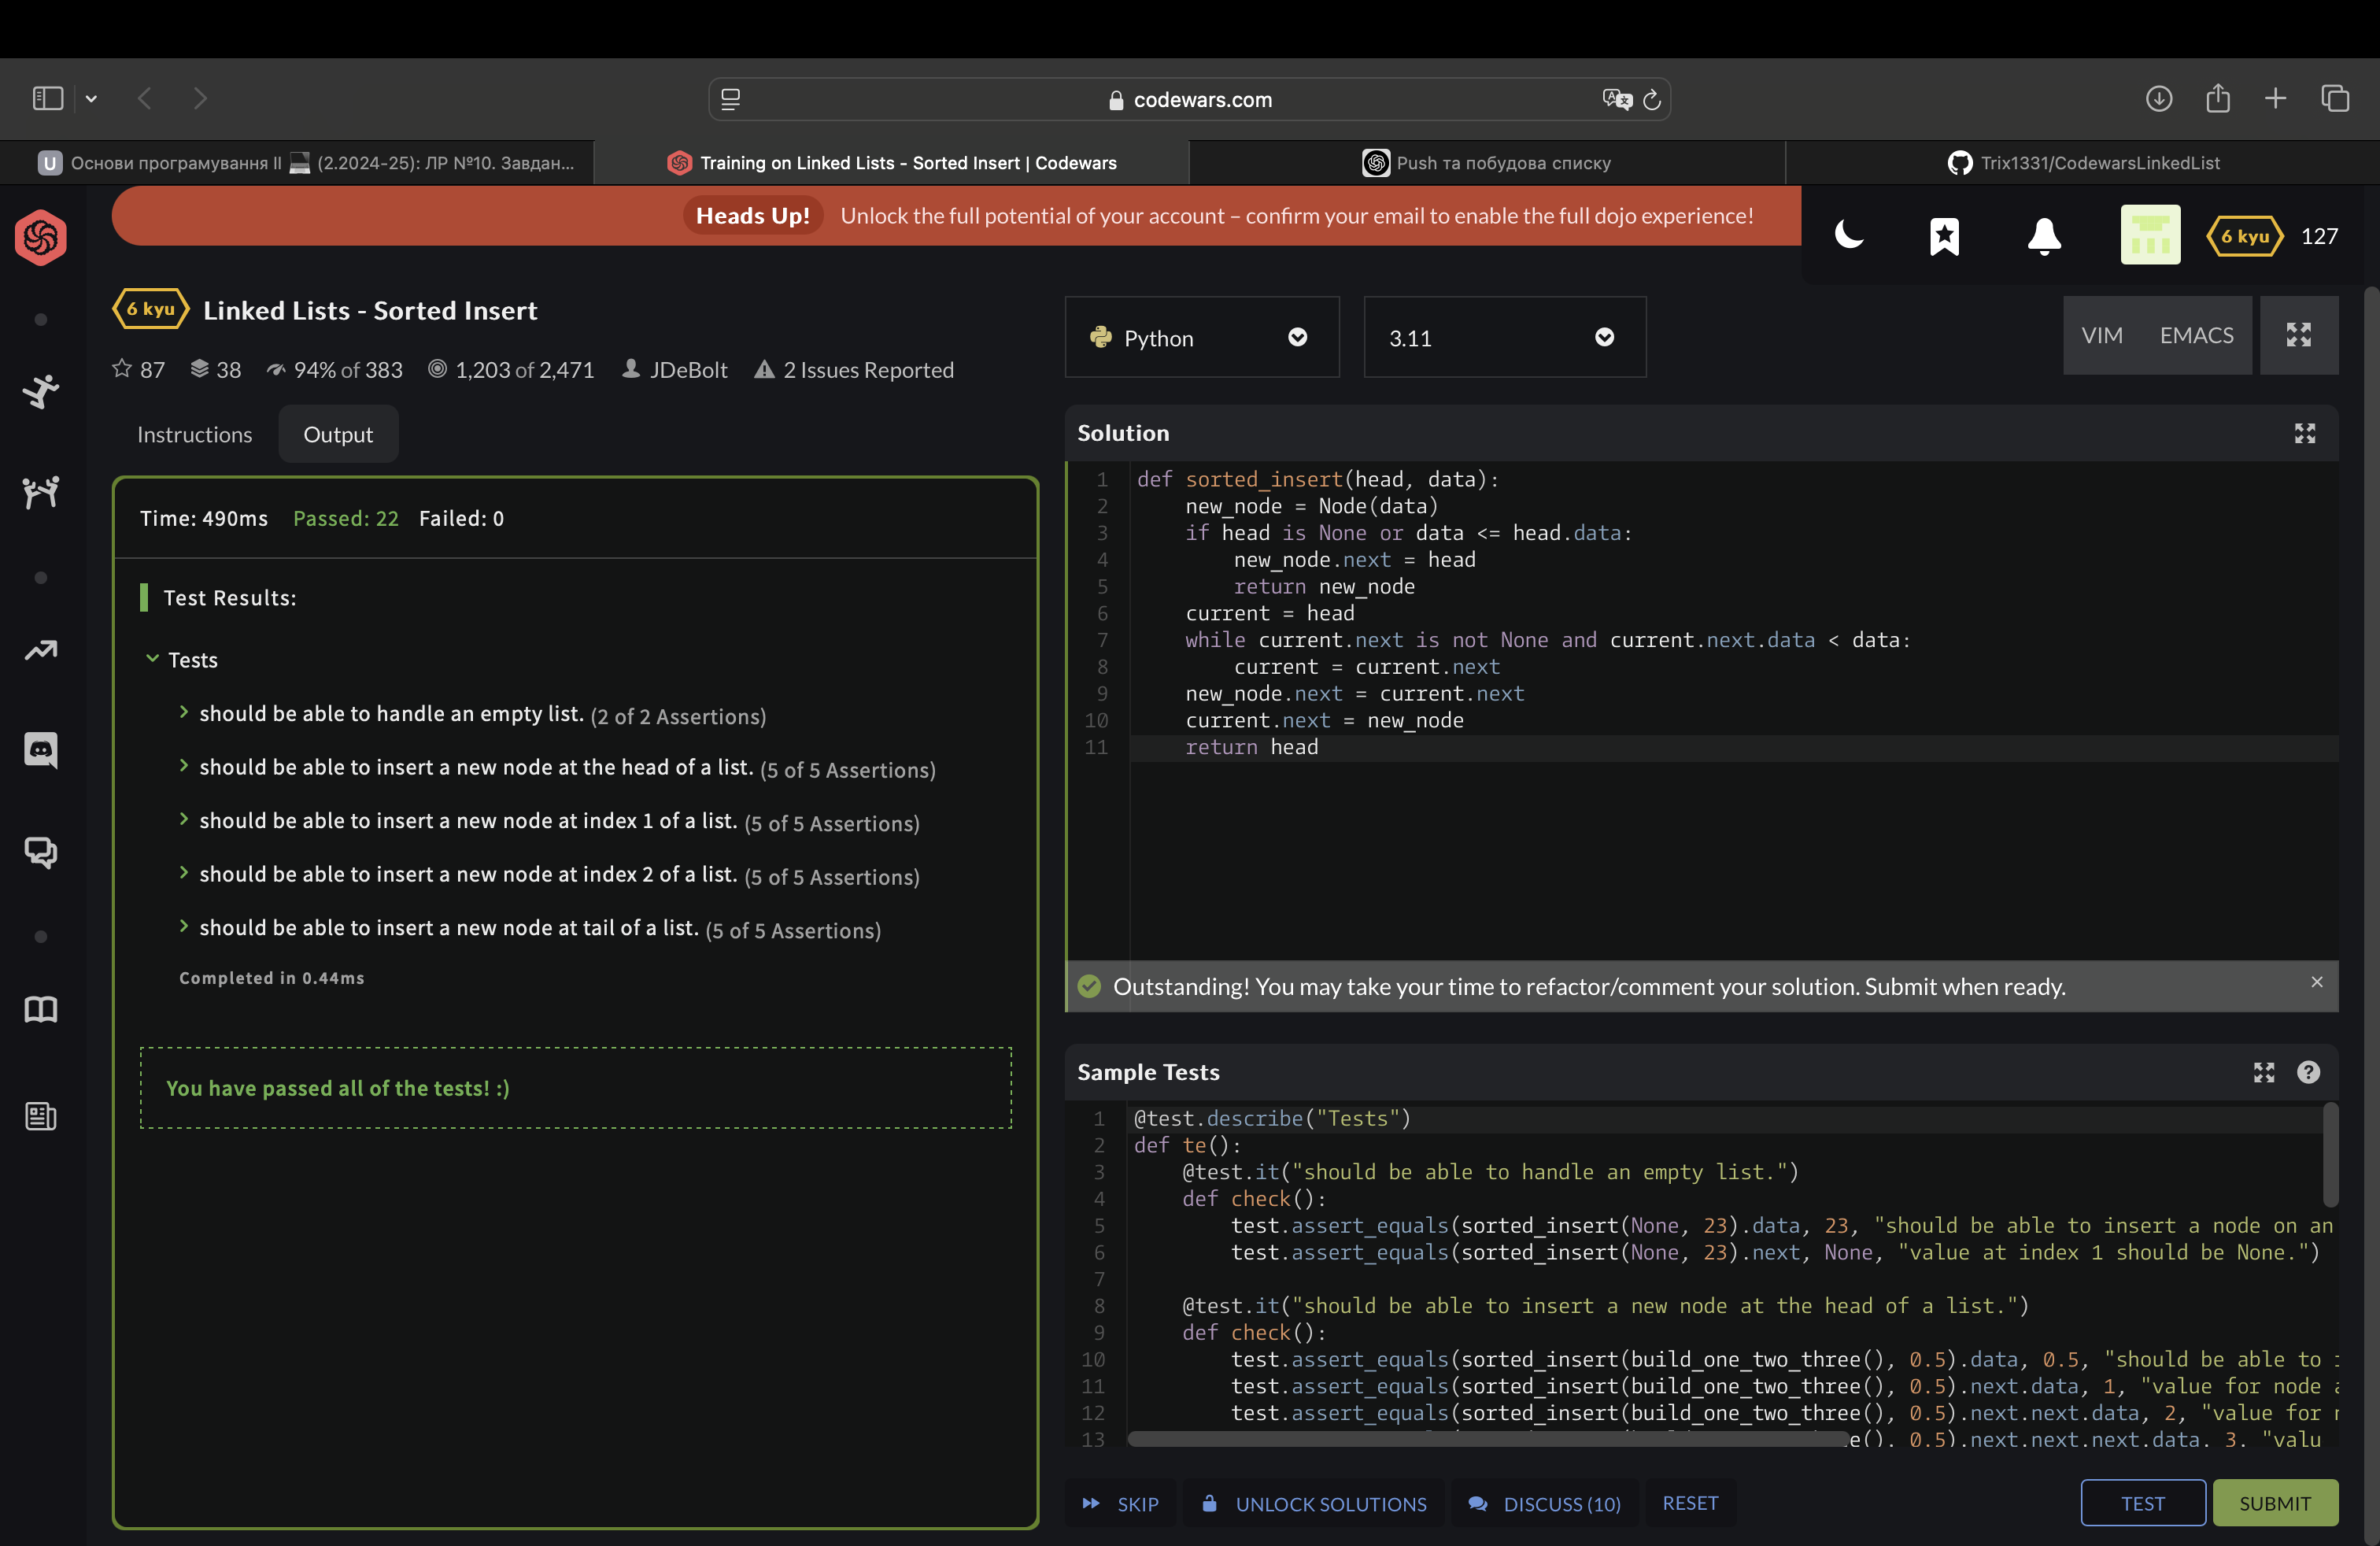 codewars.com
U Основи програмування II 💻 (2.2024-25): ЛР №10. Завдан...
Training on Linked Lists - Sorted Insert | Codewars
Push та побудова списку
Trix1331/CodewarsLinkedList
Heads Up! Unlock the full potential of your account – confirm your email to enable the full dojo experience!
6 kyu 127
6 kyu Linked Lists - Sorted Insert
87 38 94% of 383 1,203 of 2,471 JDeBolt 2 Issues Reported
Instructions Output
Time: 490ms Passed: 22 Failed: 0
Test Results:
Tests
should be able to handle an empty list. (2 of 2 Assertions)
should be able to insert a new node at the head of a list. (5 of 5 Assertions)
should be able to insert a new node at index 1 of a list. (5 of 5 Assertions)
should be able to insert a new node at index 2 of a list. (5 of 5 Assertions)
should be able to insert a new node at tail of a list. (5 of 5 Assertions)
Completed in 0.44ms
You have passed all of the tests! :)
Python 3.11 VIM EMACS
Solution
1 def sorted_insert(head, data):
2     new_node = Node(data)
3     if head is None or data <= head.data:
4         new_node.next = head
5         return new_node
6     current = head
7     while current.next is not None and current.next.data < data:
8         current = current.next
9     new_node.next = current.next
10     current.next = new_node
11     return head
Outstanding! You may take your time to refactor/comment your solution. Submit when ready. ×
Sample Tests
1 @test.describe("Tests")
2 def te():
3     @test.it("should be able to handle an empty list.")
4     def check():
5         test.assert_equals(sorted_insert(None, 23).data, 23, "should be able to insert a node on an
6         test.assert_equals(sorted_insert(None, 23).next, None, "value at index 1 should be None.")
7
8     @test.it("should be able to insert a new node at the head of a list.")
9     def check():
10         test.assert_equals(sorted_insert(build_one_two_three(), 0.5).data, 0.5, "should be able to
11         test.assert_equals(sorted_insert(build_one_two_three(), 0.5).next.data, 1, "value for node
12         test.assert_equals(sorted_insert(build_one_two_three(), 0.5).next.next.data, 2, "value for
13 e(), 0.5).next.next.next.data, 3, "valu
SKIP UNLOCK SOLUTIONS DISCUSS (10) RESET TEST SUBMIT